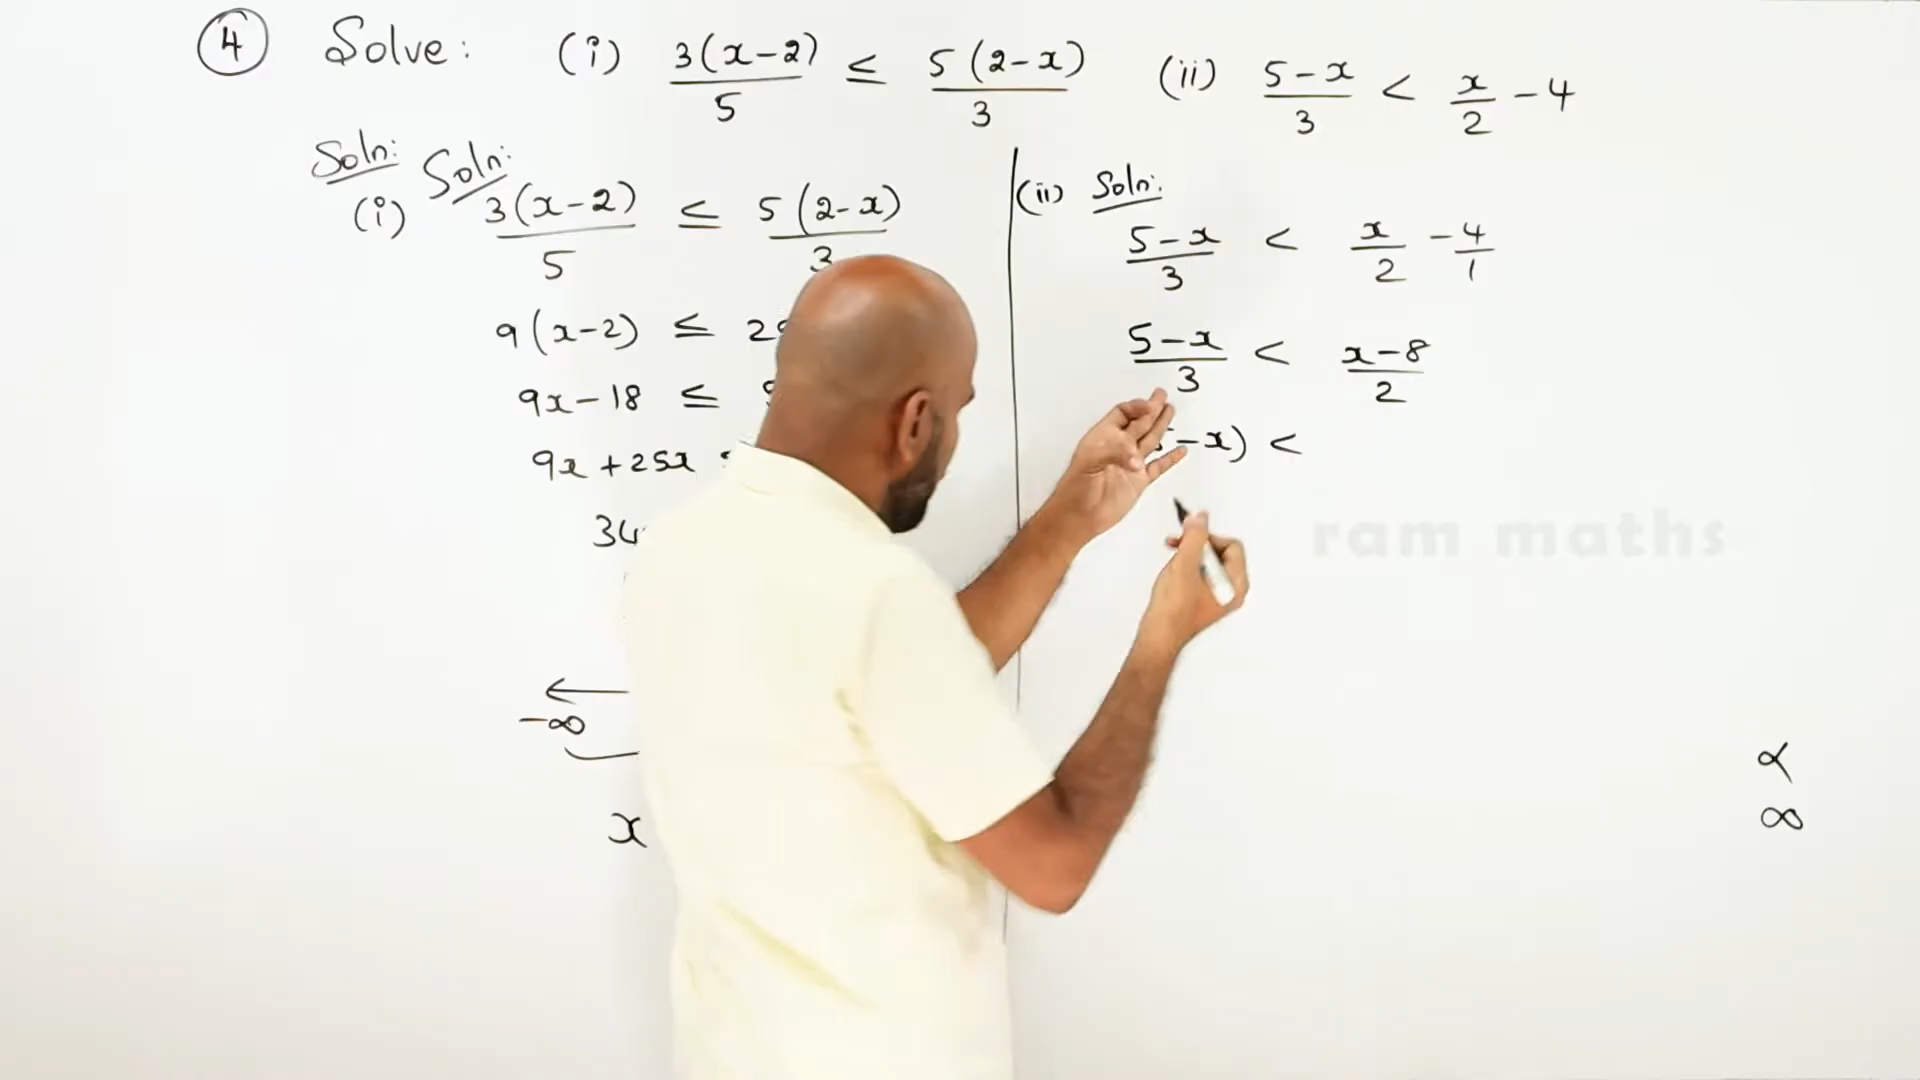 4 Solve: (i) 3(x-2)/5 ≤ 5(2-x)/3 (ii) (5-x)/3 < x/2 - 4
Soln: Soln:
(i) 3(x-2)/5 ≤ 5(2-x)/3
9(x-2) ≤ 2
9x-18 ≤
9x+25x
34
←
-∞
x
(ii) Soln:
(5-x)/3 < x/2 - 4/1
(5-x)/3 < (x-8)/2
-x) <
ram maths
∝
∞